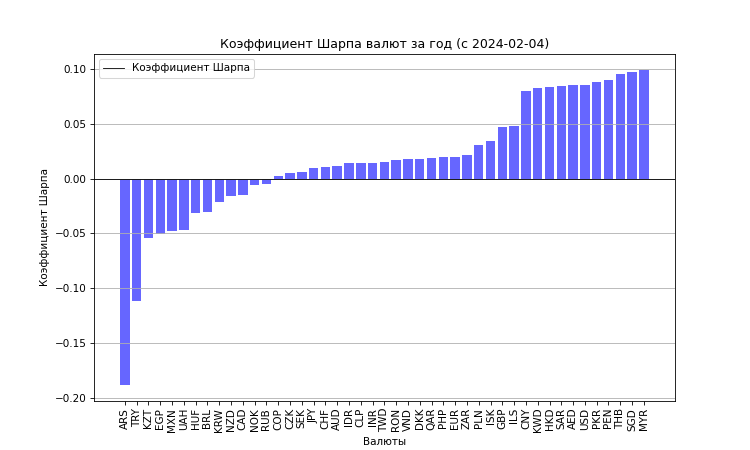 Коэффициент Шарпа валют за год (с 2024-02-04)
Коэффициент Шарпа
0.10
0.05
0.00
−0.05
−0.10
−0.15
−0.20
Коэффициент Шарпа
ARS TRY KZT EGP MXN UAH HUF BRL KRW NZD CAD NOK RUB COP CZK SEK JPY CHF AUD IDR CLP INR TWD RON VND DKK QAR PHP EUR ZAR PLN ISK GBP ILS CNY KWD HKD SAR AED USD PKR PEN THB SGD MYR
Валюты